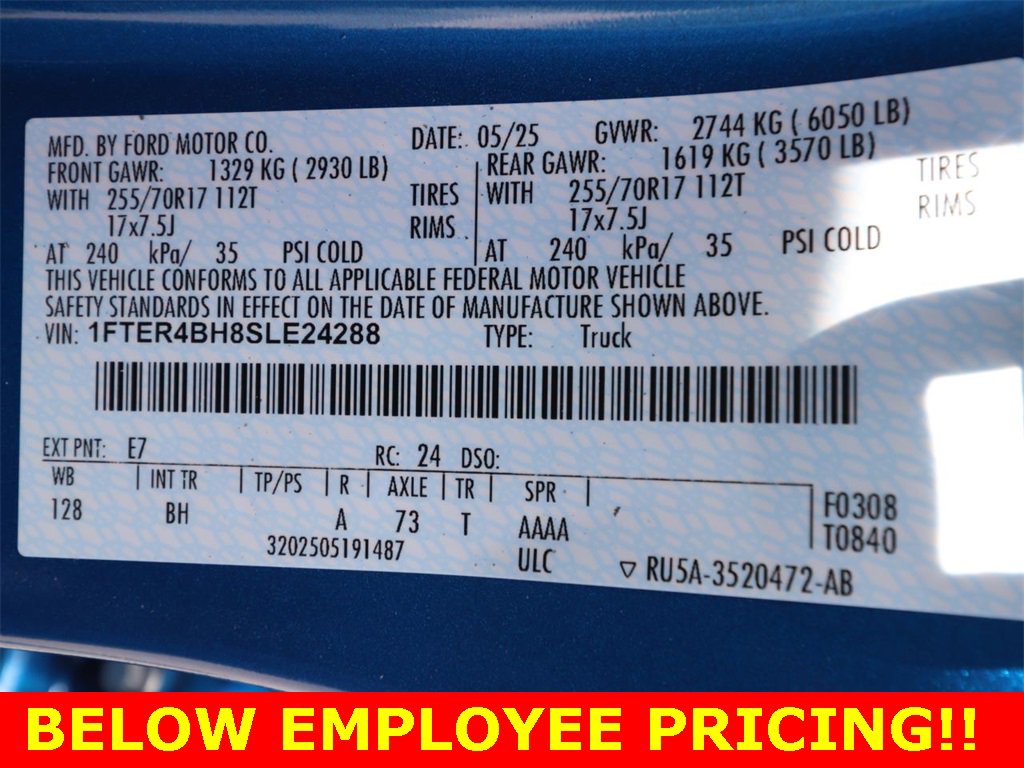 MFD. BY FORD MOTOR CO. DATE: 05/25 GVWR: 2744 KG ( 6050 LB)
FRONT GAWR: 1329 KG ( 2930 LB) REAR GAWR: 1619 KG ( 3570 LB)
WITH 255/70R17 112T TIRES WITH 255/70R17 112T TIRES
17x7.5J RIMS 17x7.5J RIMS
AT 240 kPa/ 35 PSI COLD AT 240 kPa/ 35 PSI COLD
THIS VEHICLE CONFORMS TO ALL APPLICABLE FEDERAL MOTOR VEHICLE
SAFETY STANDARDS IN EFFECT ON THE DATE OF MANUFACTURE SHOWN ABOVE.
VIN: 1FTER4BH8SLE24288 TYPE: Truck
EXT PNT: E7 RC: 24 DSO:
WB INT TR TP/PS R AXLE TR SPR F0308
128 BH A 73 T AAAA T0840
3202505191487 ULC ▽ RU5A-3520472-AB
BELOW EMPLOYEE PRICING!!